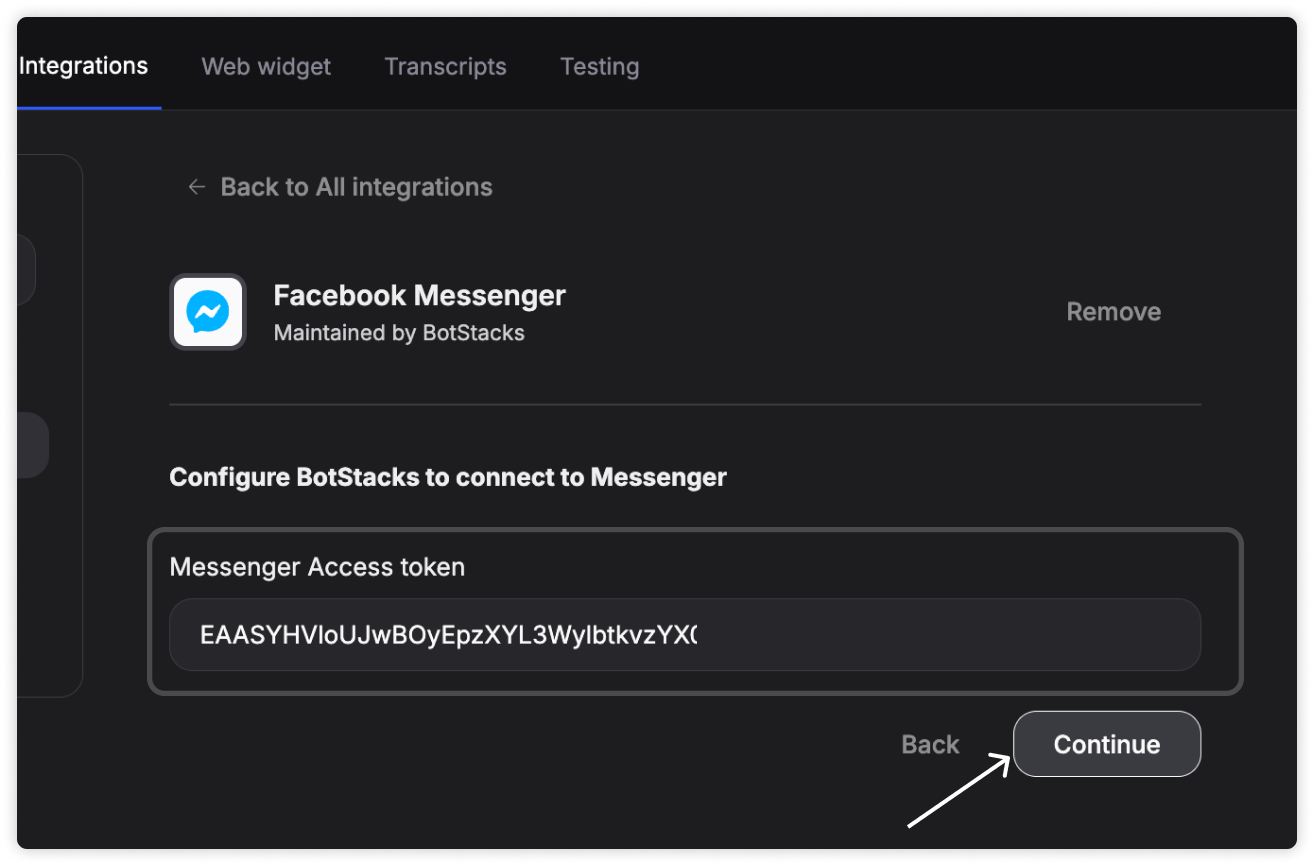 Integrations Web widget Transcripts Testing
← Back to All integrations
Facebook Messenger
Maintained by BotStacks
Remove
Configure BotStacks to connect to Messenger
Messenger Access token
EAASYHVIoUJwBOyEpzXYL3WyIbtkvzYX
Back Continue